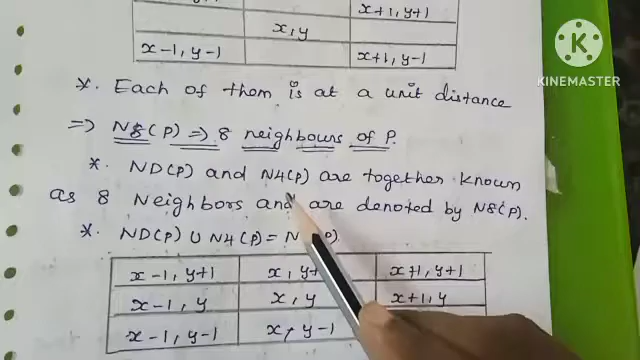 x+1, y+1
x, y
x-1, y-1 x+1, y-1
KINEMASTER
*. Each of them is at a unit distance
=> N8(P) => 8 neighbours of P.
*. ND(P) and N4(P) are together known
as 8 Neighbors and are denoted by N8(P).
*. ND(P) U N4(P) = N P)
x-1, y+1 x, y+ x+1, y+1
x-1, y x, y x+1, y
x-1, y-1 x, y-1